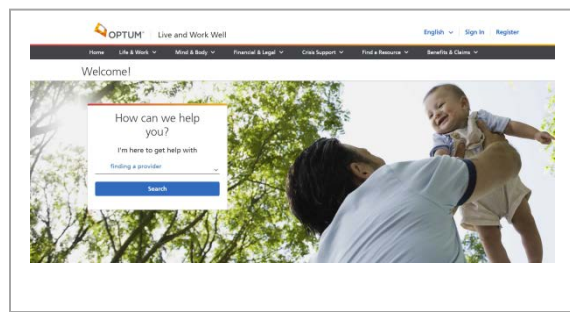 OPTUM® Live and Work Well
English Sign In Register
Home Life & Work Mind & Body Financial & Legal Crisis Support Find a Resource Benefits & Claims
Welcome!
How can we help
you?
I'm here to get help with
finding a provider
Search